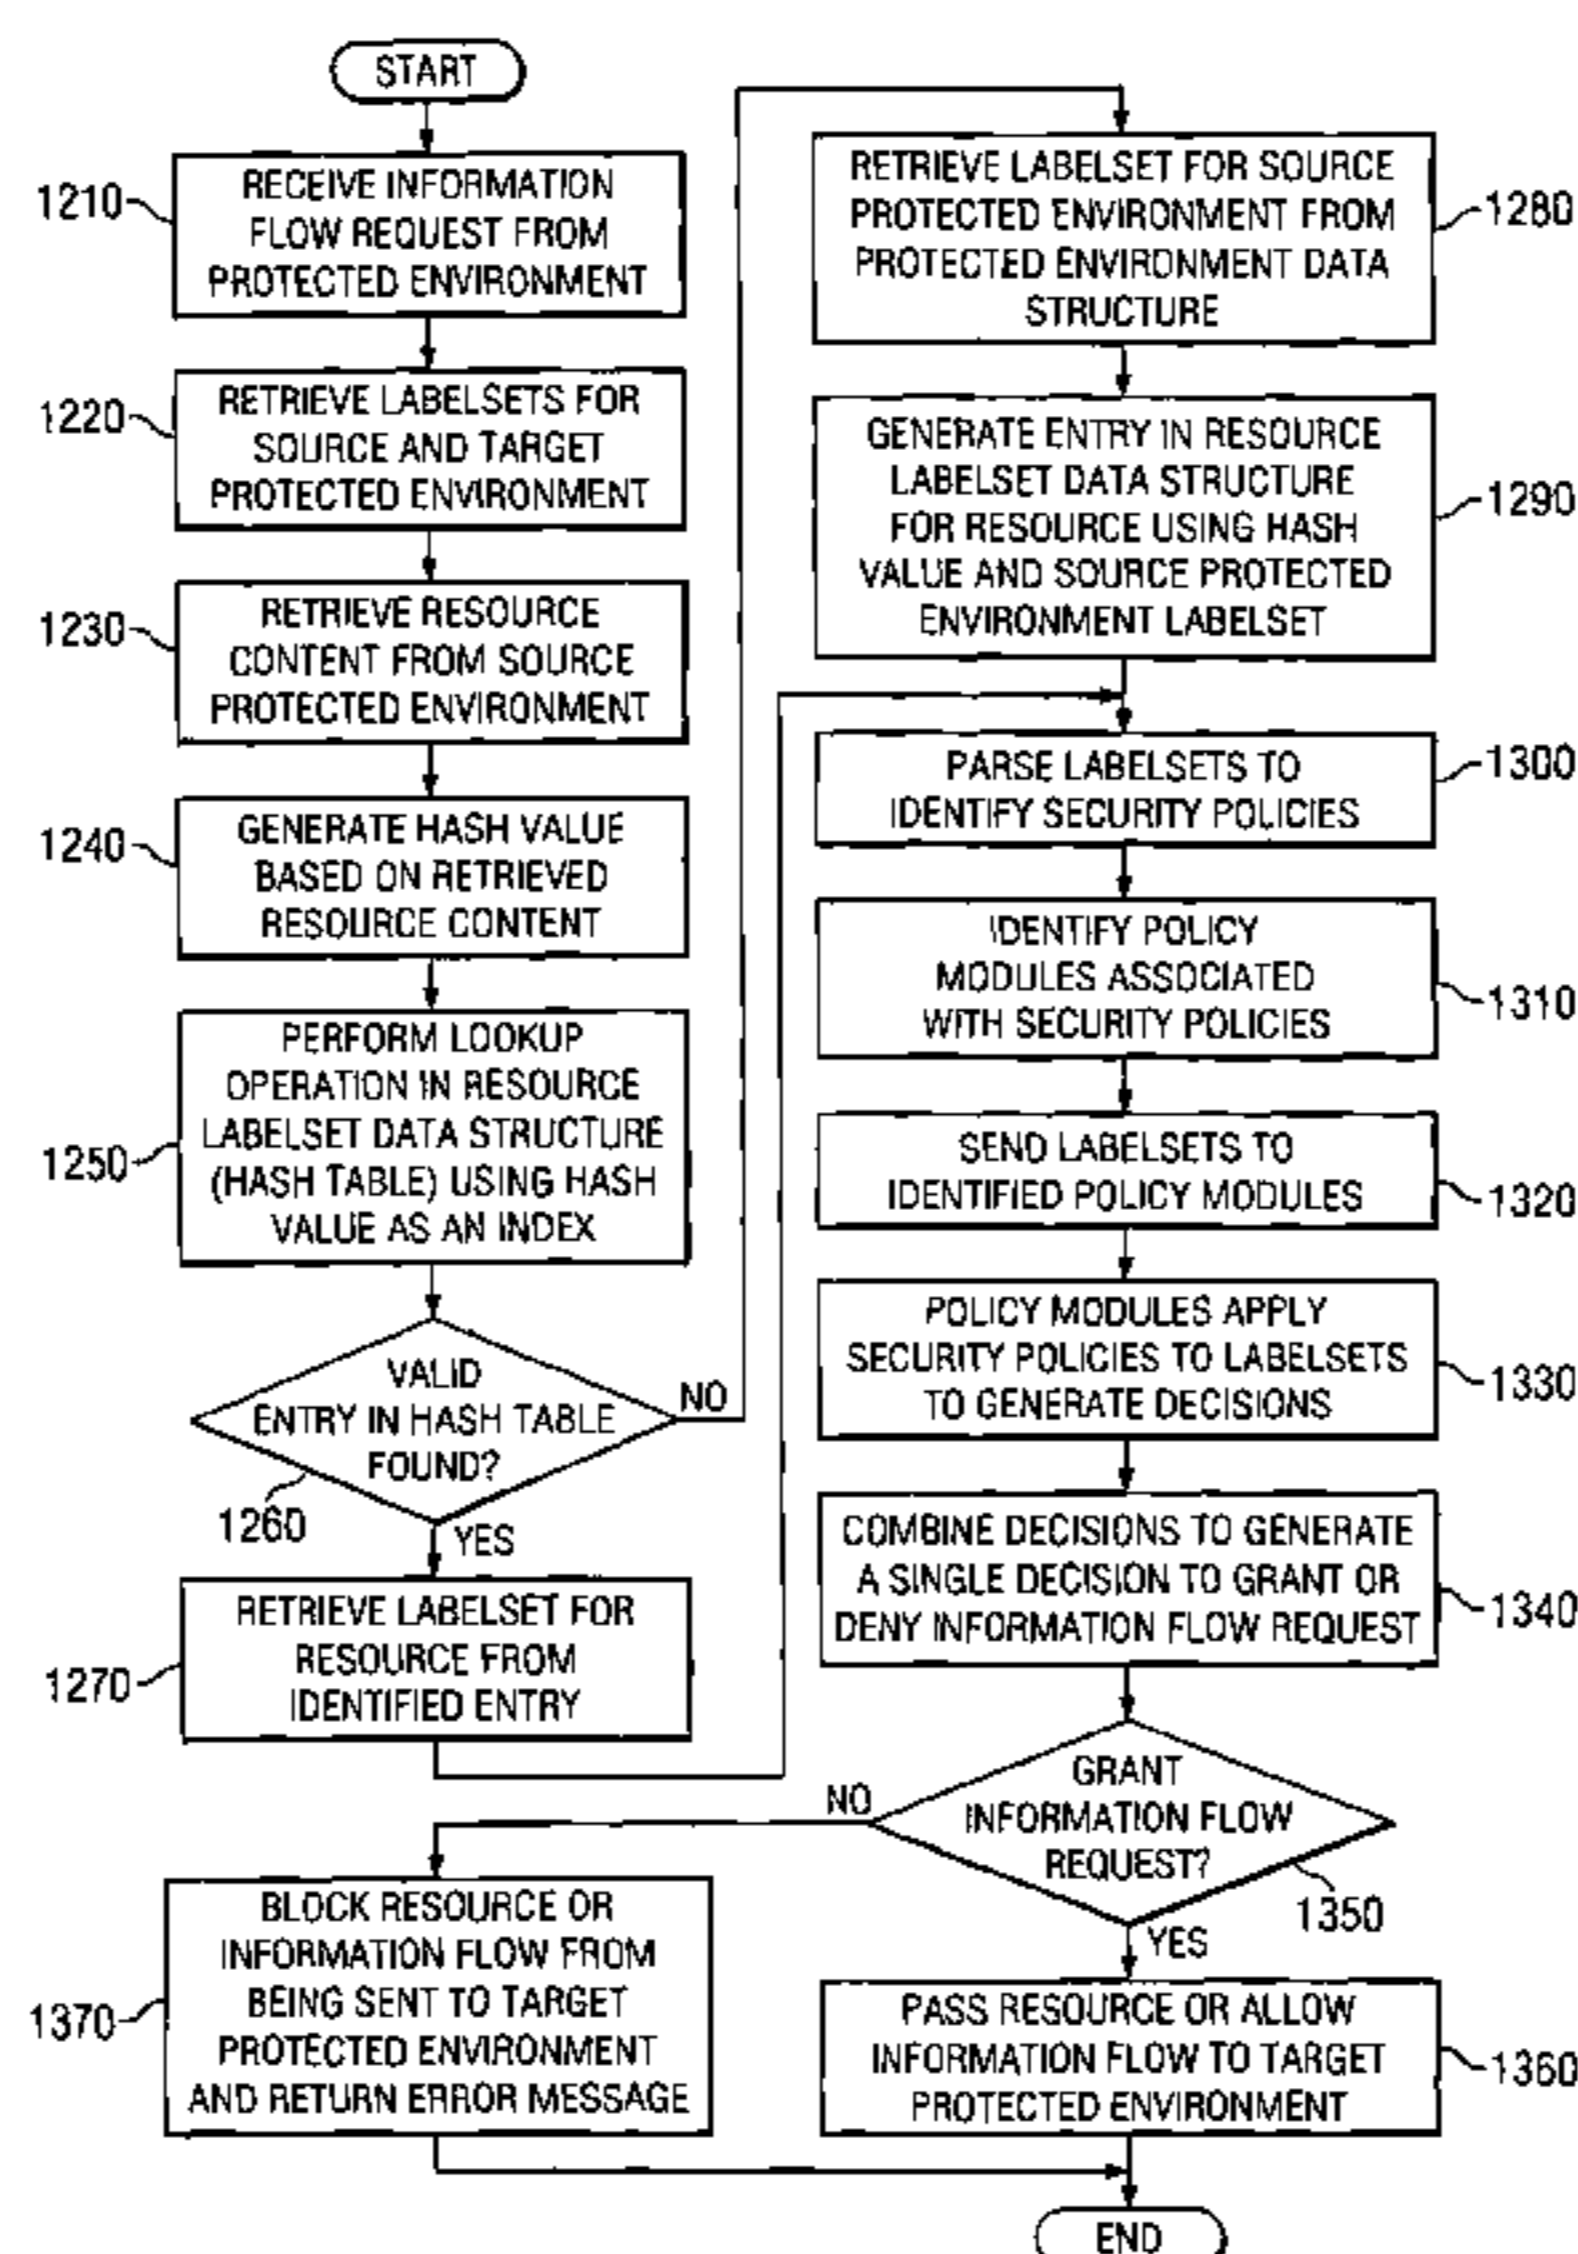 START
1210
RECEIVE INFORMATION
FLOW REQUEST FROM
PROTECTED ENVIRONMENT
1220
RETRIEVE LABELSETS FOR
SOURCE AND TARGET
PROTECTED ENVIRONMENT
1230
RETRIEVE RESOURCE
CONTENT FROM SOURCE
PROTECTED ENVIRONMENT
1240
GENERATE HASH VALUE
BASED ON RETRIEVED
RESOURCE CONTENT
1250
PERFORM LOOKUP
OPERATION IN RESOURCE
LABELSET DATA STRUCTURE
(HASH TABLE) USING HASH
VALUE AS AN INDEX
VALID
ENTRY IN HASH TABLE
FOUND?
NO
1260
YES
1270
RETRIEVE LABELSET FOR
RESOURCE FROM
IDENTIFIED ENTRY
RETRIEVE LABELSET FOR SOURCE
PROTECTED ENVIRONMENT FROM
PROTECTED ENVIRONMENT DATA
STRUCTURE
1280
GENERATE ENTRY IN RESOURCE
LABELSET DATA STRUCTURE
FOR RESOURCE USING HASH
VALUE AND SOURCE PROTECTED
ENVIRONMENT LABELSET
1290
PARSE LABELSETS TO
IDENTIFY SECURITY POLICIES
1300
IDENTIFY POLICY
MODULES ASSOCIATED
WITH SECURITY POLICIES
1310
SEND LABELSETS TO
IDENTIFIED POLICY MODULES
1320
POLICY MODULES APPLY
SECURITY POLICIES TO LABELSETS
TO GENERATE DECISIONS
1330
COMBINE DECISIONS TO GENERATE
A SINGLE DECISION TO GRANT OR
DENY INFORMATION FLOW REQUEST
1340
GRANT
INFORMATION FLOW
REQUEST?
NO
1350
YES
1370
BLOCK RESOURCE OR
INFORMATION FLOW FROM
BEING SENT TO TARGET
PROTECTED ENVIRONMENT
AND RETURN ERROR MESSAGE
PASS RESOURCE OR ALLOW
INFORMATION FLOW TO TARGET
PROTECTED ENVIRONMENT
1360
END